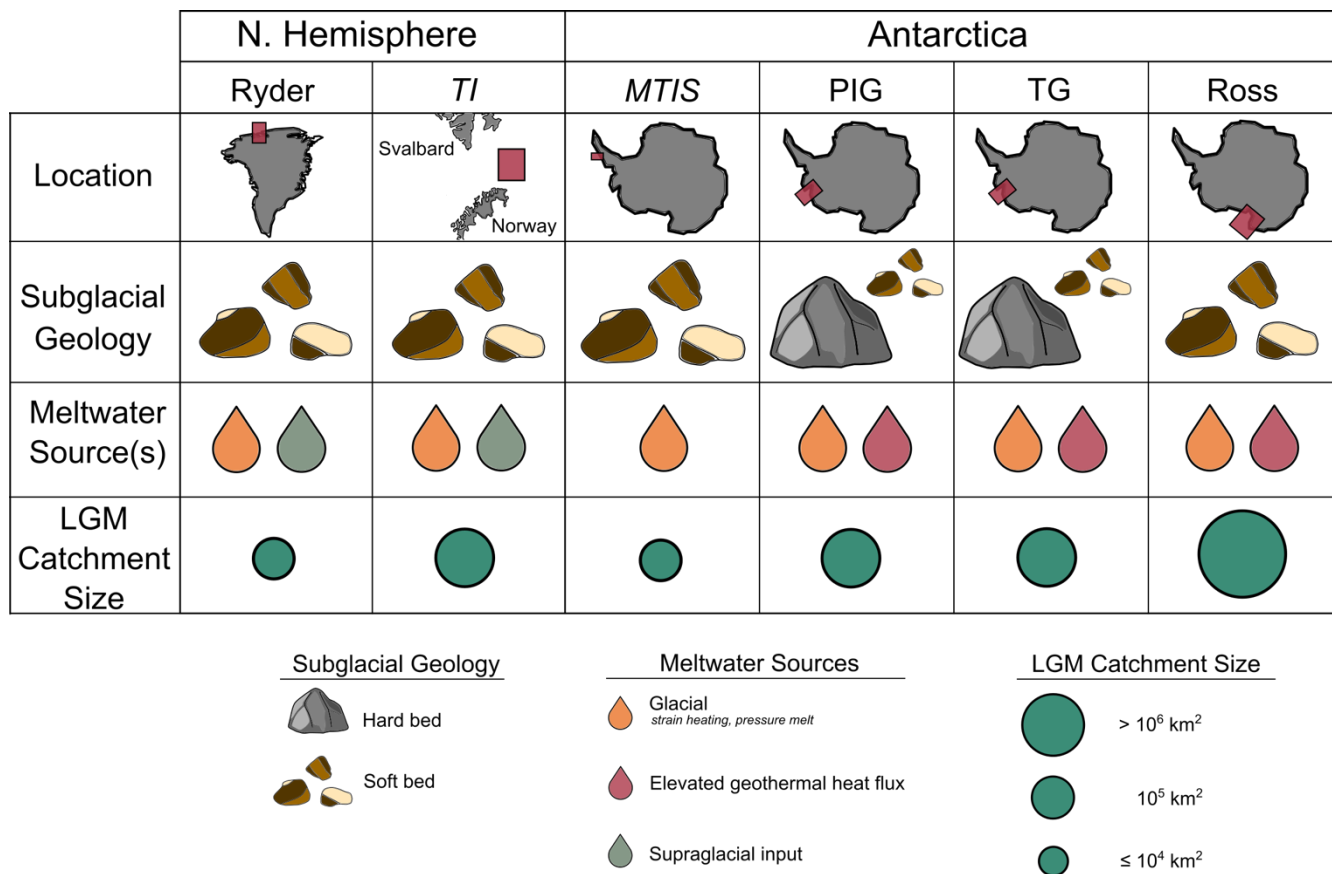 N. Hemisphere
Antarctica
Ryder
TI
MTIS
PIG
TG
Ross
Location
Svalbard
Norway
Subglacial
Geology
Meltwater
Source(s)
LGM
Catchment
Size
Subglacial Geology
Hard bed
Soft bed
Meltwater Sources
Glacial
strain heating, pressure melt
Elevated geothermal heat flux
Supraglacial input
LGM Catchment Size
> 10⁶ km²
10⁵ km²
≤ 10⁴ km²